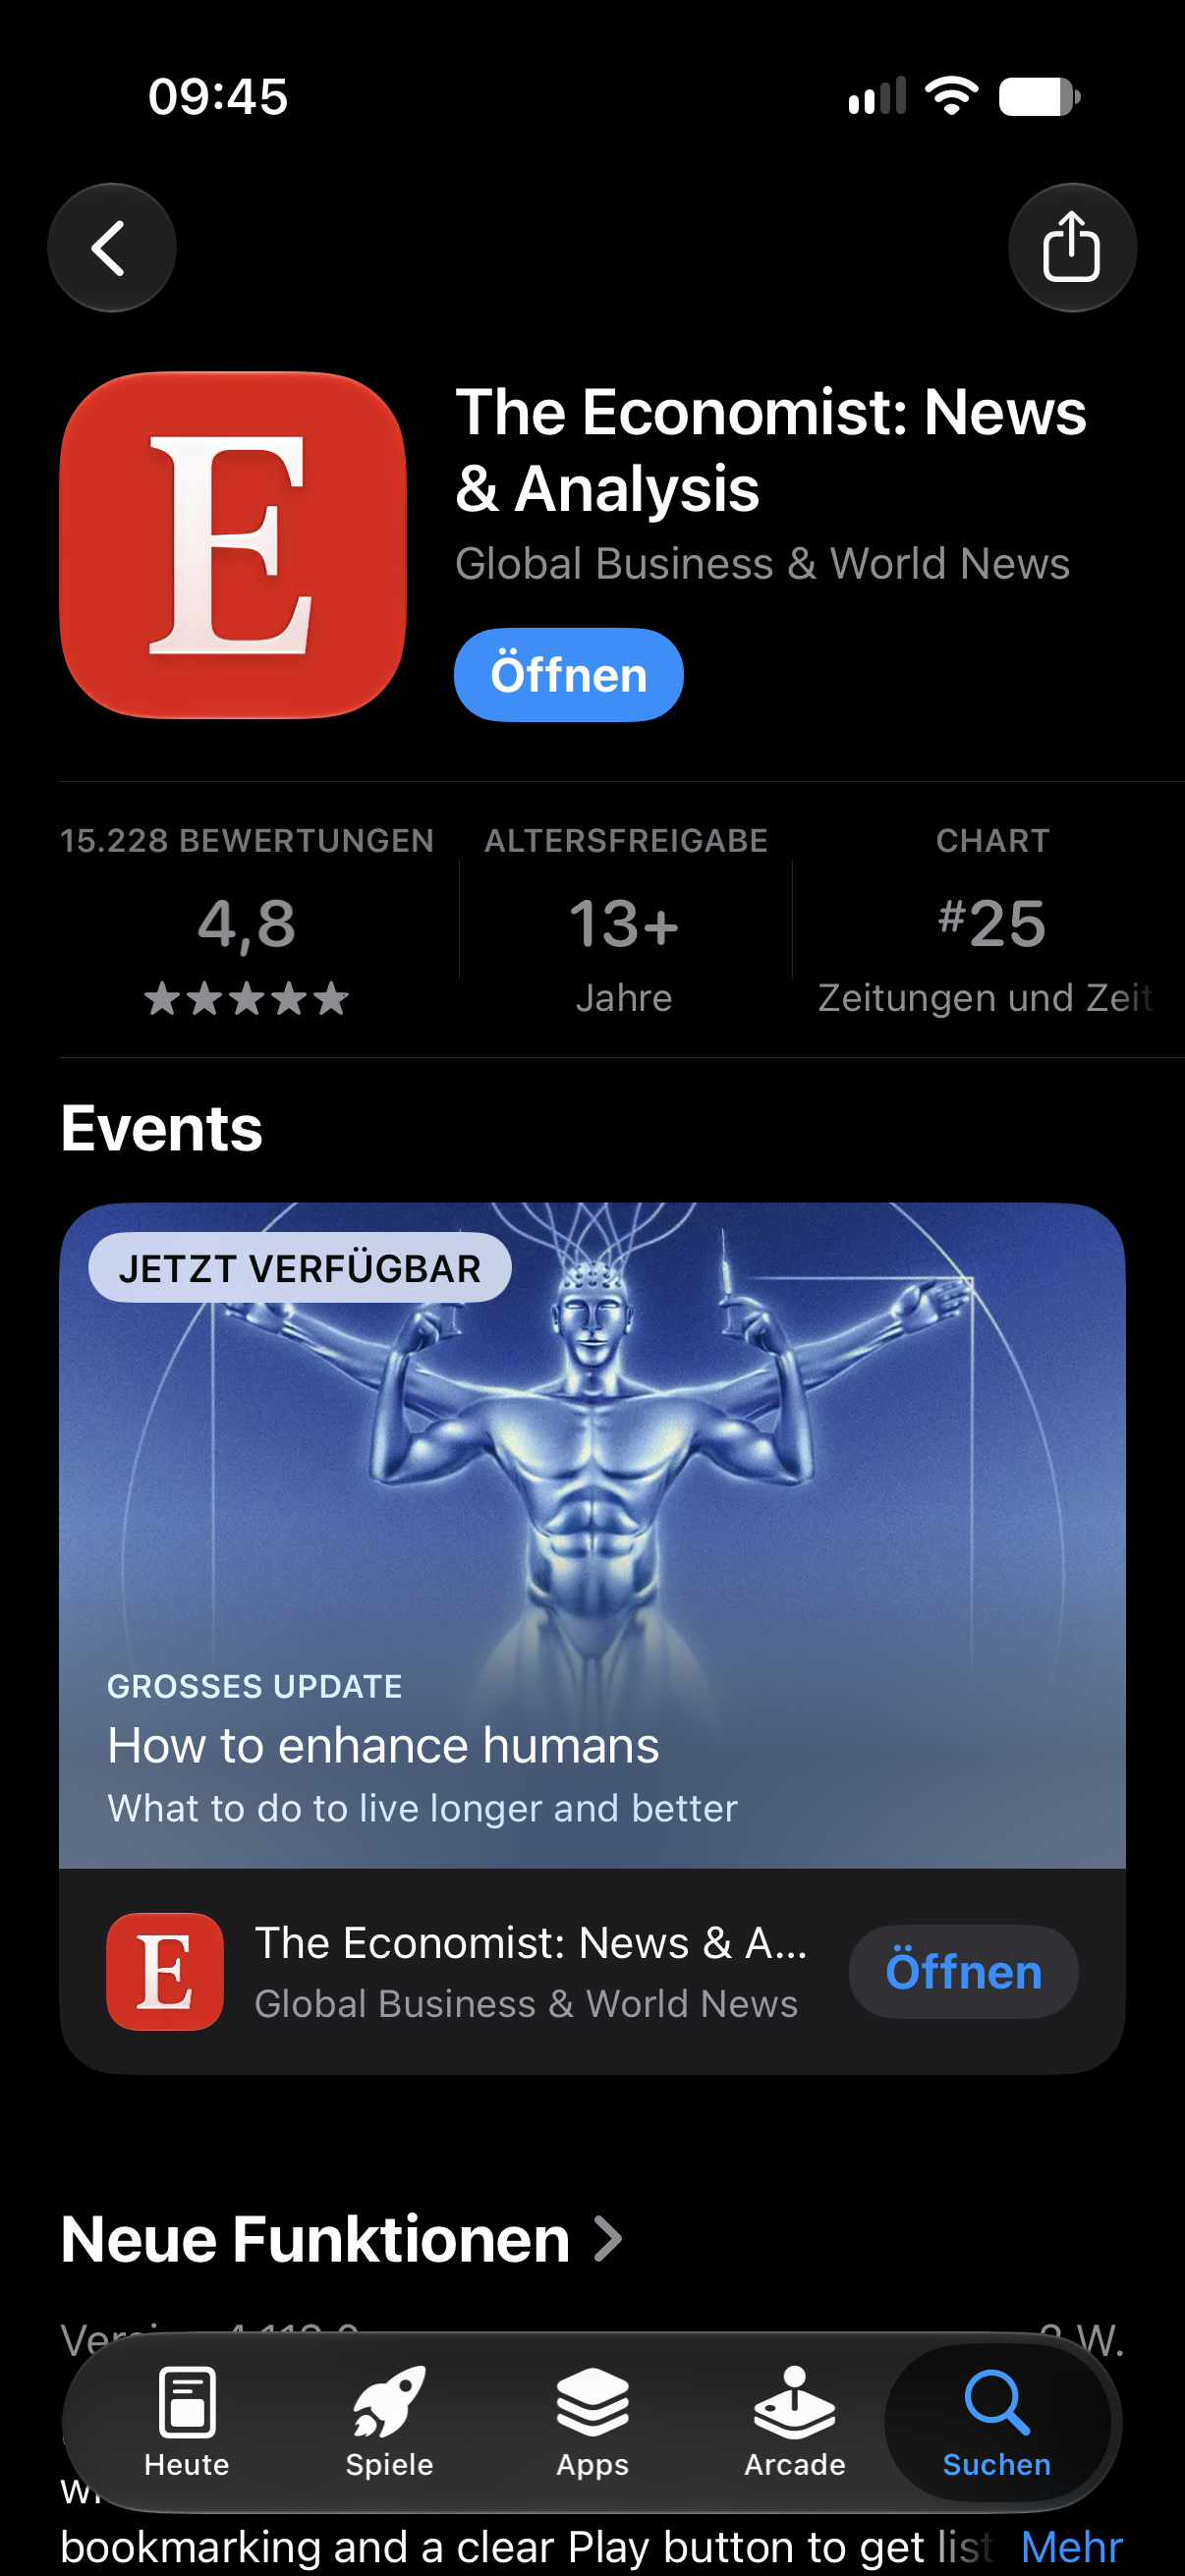 09:45
E
The Economist: News
& Analysis
Global Business & World News
Öffnen
15.228 BEWERTUNGEN
4,8
ALTERSFREIGABE
13+
Jahre
CHART
#25
Zeitungen und Zeit
Events
JETZT VERFÜGBAR
GROSSES UPDATE
How to enhance humans
What to do to live longer and better
E
The Economist: News & A...
Global Business & World News
Öffnen
Neue Funktionen
W.
Heute
Spiele
Apps
Arcade
Suchen
bookmarking and a clear Play button to get list
Mehr